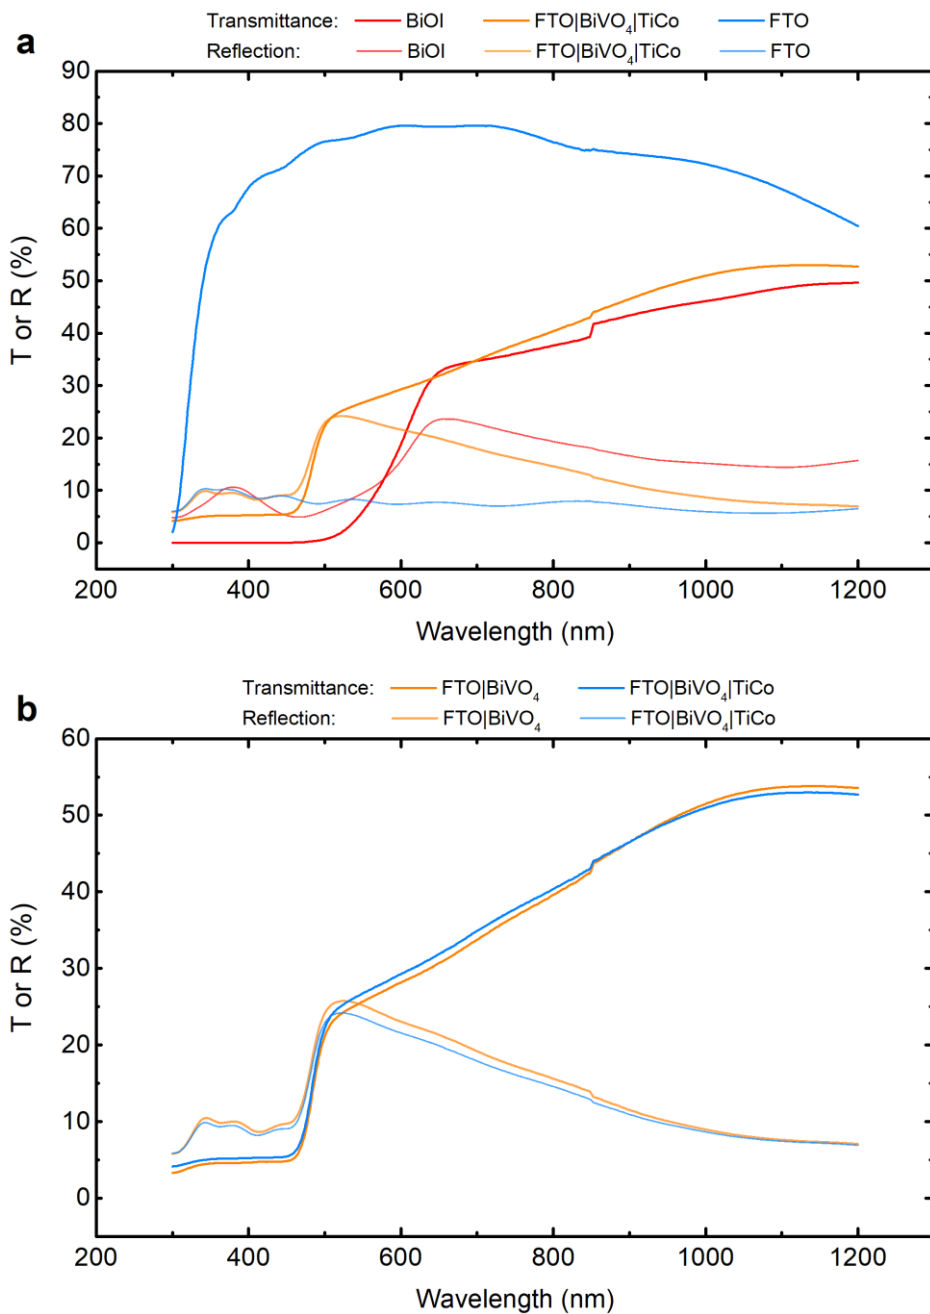 Transmittance: BiOI FTO|BiVO₄|TiCo FTO
Reflection: BiOI FTO|BiVO₄|TiCo FTO
a
90
80
70
60
50
40
30
20
10
0
T or R (%)
200 400 600 800 1000 1200
Wavelength (nm)
Transmittance: FTO|BiVO₄ FTO|BiVO₄|TiCo
Reflection: FTO|BiVO₄ FTO|BiVO₄|TiCo
b
60
50
40
30
20
10
0
T or R (%)
200 400 600 800 1000 1200
Wavelength (nm)